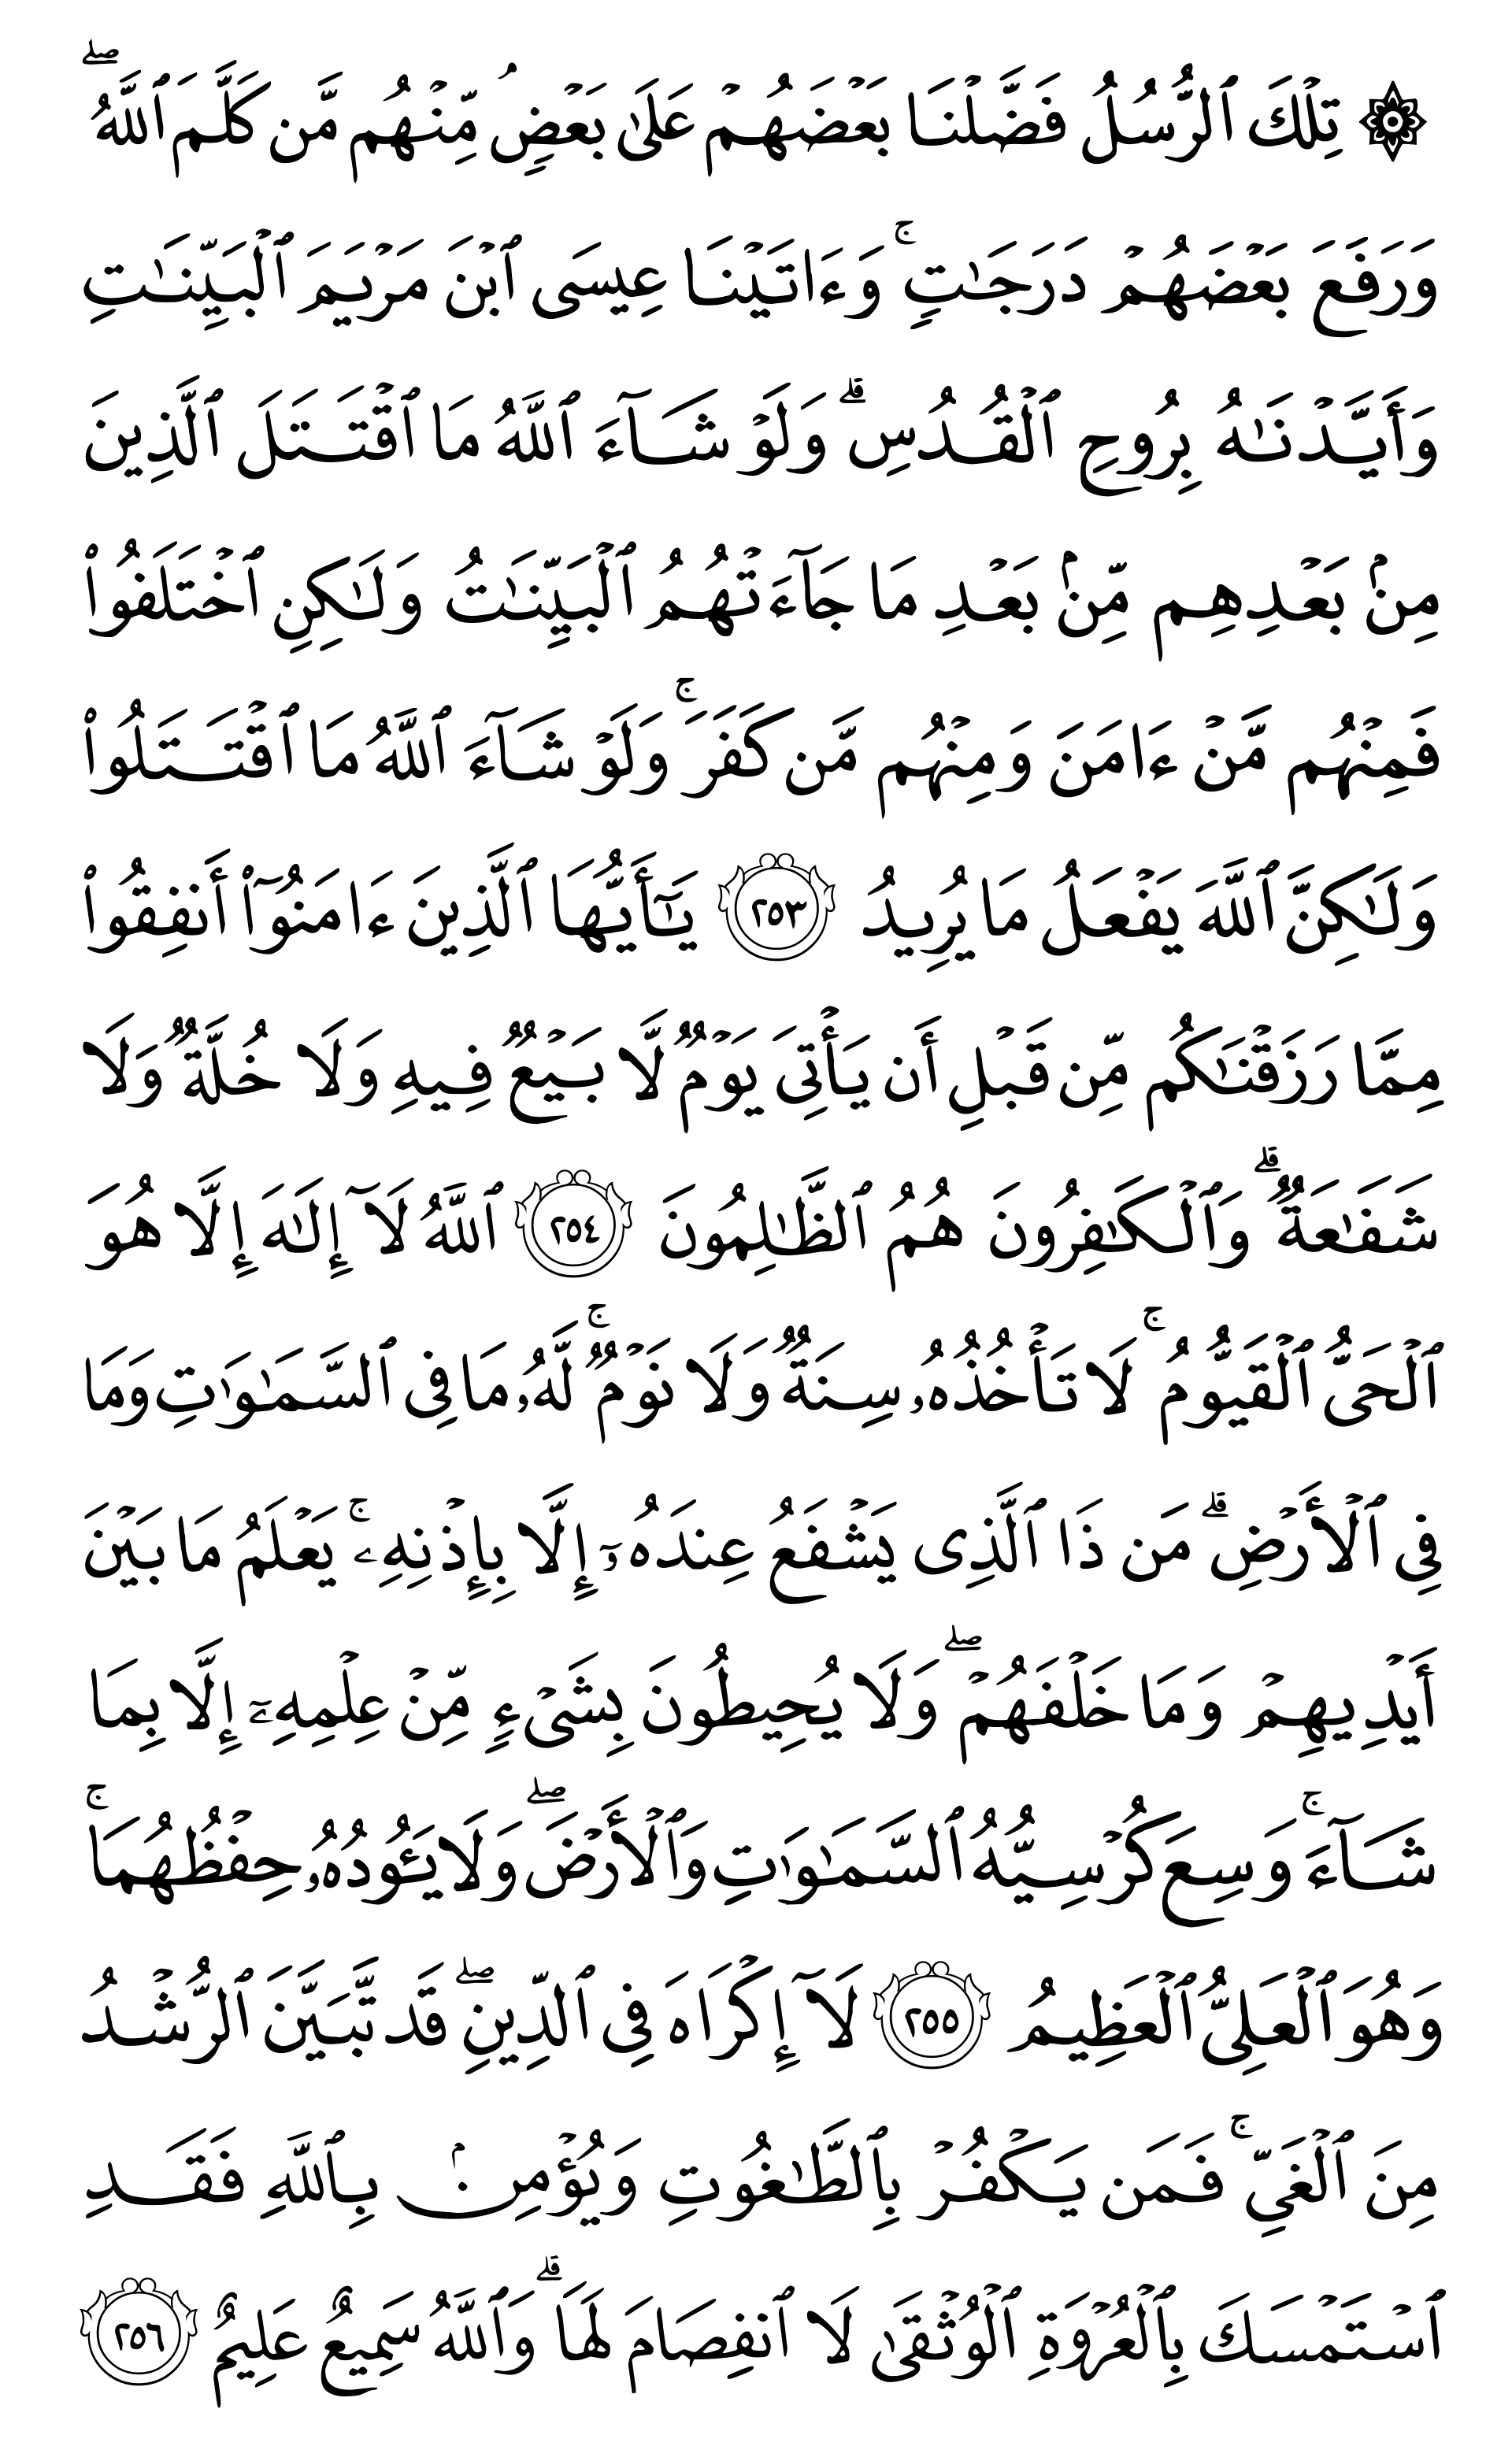 ۞ تِلْكَ ٱلرُّسُلُ فَضَّلْنَا بَعْضَهُمْ عَلَىٰ بَعْضٍۘ مِّنْهُم مَّن كَلَّمَ ٱللَّهُۖ
وَرَفَعَ بَعْضَهُمْ دَرَجَـٰتٍۚ وَءَاتَيْنَا عِيسَى ٱبْنَ مَرْيَمَ ٱلْبَيِّنَـٰتِ
وَأَيَّدْنَـٰهُ بِرُوحِ ٱلْقُدُسِۗ وَلَوْ شَآءَ ٱللَّهُ مَا ٱقْتَتَلَ ٱلَّذِينَ
مِنۢ بَعْدِهِم مِّنۢ بَعْدِ مَا جَآءَتْهُمُ ٱلْبَيِّنَـٰتُ وَلَـٰكِنِ ٱخْتَلَفُوا۟
فَمِنْهُم مَّنْ ءَامَنَ وَمِنْهُم مَّن كَفَرَۚ وَلَوْ شَآءَ ٱللَّهُ مَا ٱقْتَتَلُوا۟
وَلَـٰكِنَّ ٱللَّهَ يَفْعَلُ مَا يُرِيدُ ٢٥٣ يَـٰٓأَيُّهَا ٱلَّذِينَ ءَامَنُوٓا۟ أَنفِقُوا۟
مِمَّا رَزَقْنَـٰكُم مِّن قَبْلِ أَن يَأْتِىَ يَوْمٌ لَّا بَيْعٌ فِيهِ وَلَا خُلَّةٌ وَلَا
شَفَـٰعَةٌۗ وَٱلْكَـٰفِرُونَ هُمُ ٱلظَّـٰلِمُونَ ٢٥٤ ٱللَّهُ لَآ إِلَـٰهَ إِلَّا هُوَ
ٱلْحَىُّ ٱلْقَيُّومُۚ لَا تَأْخُذُهُۥ سِنَةٌ وَلَا نَوْمٌۚ لَّهُۥ مَا فِى ٱلسَّمَـٰوَٰتِ وَمَا
فِى ٱلْأَرْضِۗ مَن ذَا ٱلَّذِى يَشْفَعُ عِندَهُۥٓ إِلَّا بِإِذْنِهِۦۚ يَعْلَمُ مَا بَيْنَ
أَيْدِيهِمْ وَمَا خَلْفَهُمْۖ وَلَا يُحِيطُونَ بِشَىْءٍ مِّنْ عِلْمِهِۦٓ إِلَّا بِمَا
شَآءَۚ وَسِعَ كُرْسِيُّهُ ٱلسَّمَـٰوَٰتِ وَٱلْأَرْضَۖ وَلَا يَـُٔودُهُۥ حِفْظُهُمَاۚ
وَهُوَ ٱلْعَلِىُّ ٱلْعَظِيمُ ٢٥٥ لَآ إِكْرَاهَ فِى ٱلدِّينِۖ قَد تَّبَيَّنَ ٱلرُّشْدُ
مِنَ ٱلْغَىِّۚ فَمَن يَكْفُرْ بِٱلطَّـٰغُوتِ وَيُؤْمِنۢ بِٱللَّهِ فَقَدِ
ٱسْتَمْسَكَ بِٱلْعُرْوَةِ ٱلْوُثْقَىٰ لَا ٱنفِصَامَ لَهَاۗ وَٱللَّهُ سَمِيعٌ عَلِيمٌ ٢٥٦